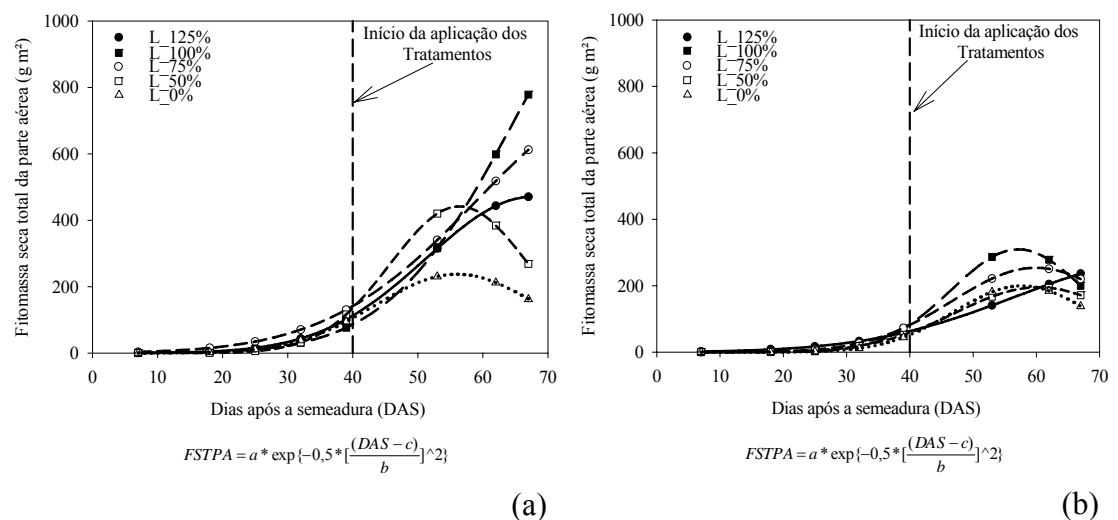 1000
800
600
400
200
0
0 10 20 30 40 50 60 70
Fitomassa seca total da parte aérea (g m²)
Dias após a semeadura (DAS)
L_125%
L_100%
L_75%
L_50%
L_0%
Início da aplicação dos
Tratamentos
FSTPA = a * exp{−0,5 * [(DAS − c)/b]^2}
(a)
1000
800
600
400
200
0
0 10 20 30 40 50 60 70
Fitomassa seca total da parte aérea (g m²)
Dias após a semeadura (DAS)
L_125%
L_100%
L_75%
L_50%
L_0%
Início da aplicação dos
Tratamentos
FSTPA = a * exp{−0,5 * [(DAS − c)/b]^2}
(b)